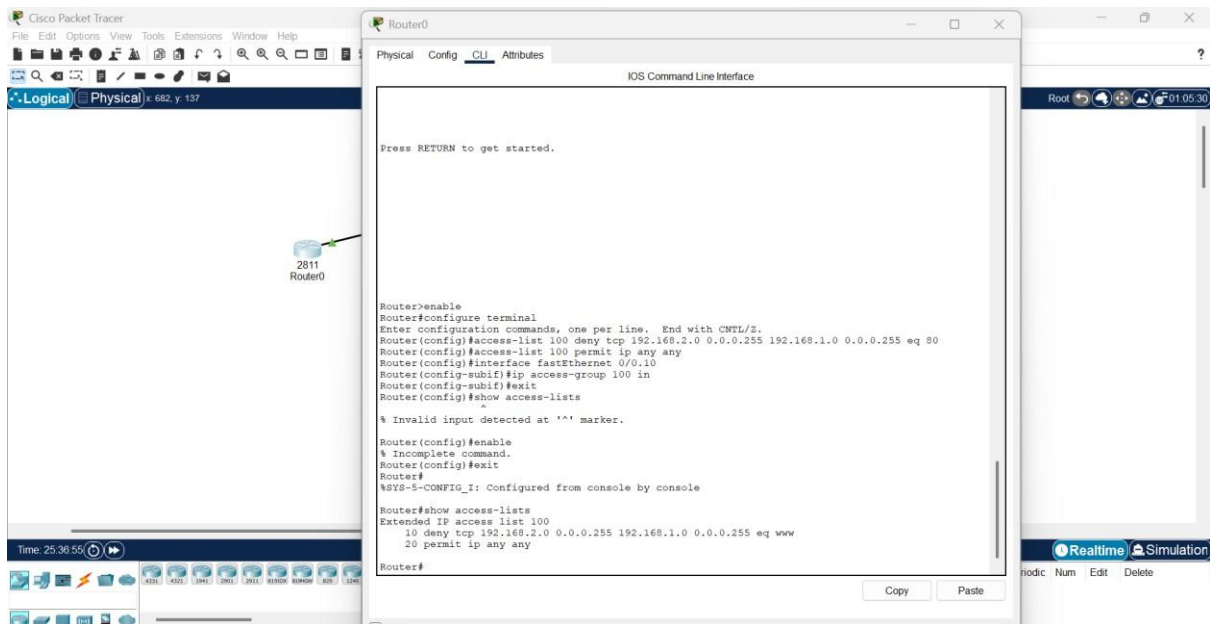 Cisco Packet Tracer
File Edit Options View Tools Extensions Window Help
?
Logical Physical x: 682, y: 137
Root 01:05:30
2811
Router0
Router0
Physical Config CLI Attributes
IOS Command Line Interface
Press RETURN to get started.
Router>enable
Router#configure terminal
Enter configuration commands, one per line. End with CNTL/Z.
Router(config)#access-list 100 deny tcp 192.168.2.0 0.0.0.255 192.168.1.0 0.0.0.255 eq 80
Router(config)#access-list 100 permit ip any any
Router(config)#interface fastEthernet 0/0.10
Router(config-subif)#ip access-group 100 in
Router(config-subif)#exit
Router(config)#show access-lists
^
% Invalid input detected at '^' marker.
Router(config)#enable
% Incomplete command.
Router(config)#exit
Router#
%SYS-5-CONFIG_I: Configured from console by console
Router#show access-lists
Extended IP access list 100
10 deny tcp 192.168.2.0 0.0.0.255 192.168.1.0 0.0.0.255 eq www
20 permit ip any any
Router#
Copy Paste
Time: 25:36:55
Realtime Simulation
4331 4321 1941 2901 2911 819IOX 819HGW 829 1240
riodic Num Edit Delete